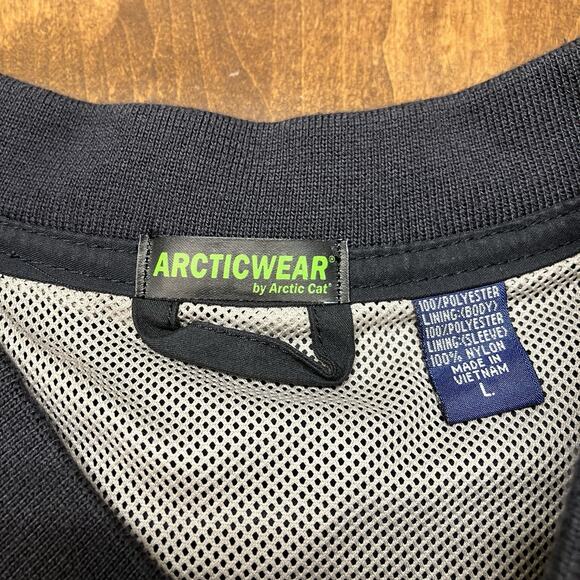 ARCTICWEAR®
by Arctic Cat®
100/POLYESTER
LINING:(BODY)
100/POLYESTER
LINING:(SLEEVE)
100% NYLON
MADE IN
VIETNAM
L.